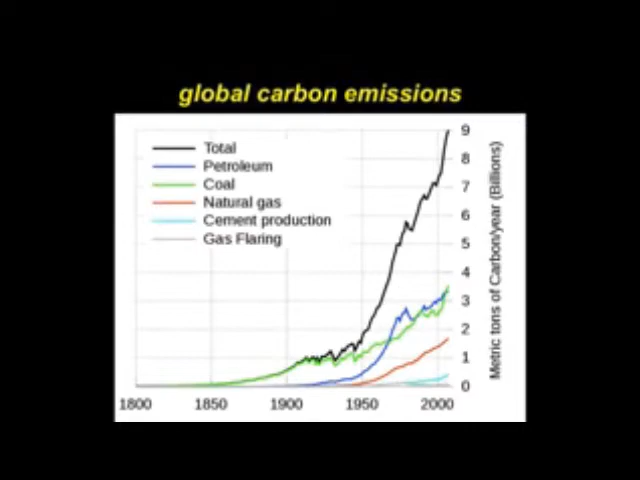 global carbon emissions
Total
Petroleum
Coal
Natural gas
Cement production
Gas Flaring
9
8
7
6
5
4
3
2
1
0
Metric tons of Carbon/year (Billions)
1800 1850 1900 1950 2000